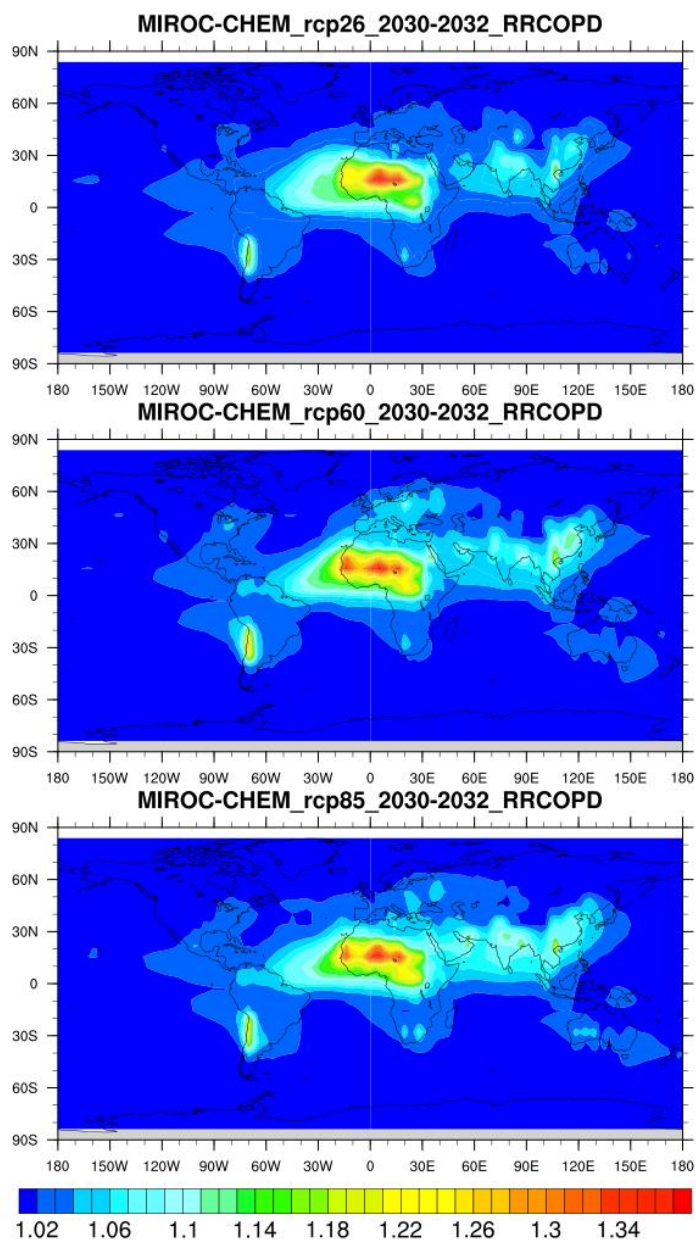 MIROC-CHEM_rcp26_2030-2032_RRCOPD
90N
60N
30N
0
30S
60S
90S
180 150W 120W 90W 60W 30W 0 30E 60E 90E 120E 150E 180
MIROC-CHEM_rcp60_2030-2032_RRCOPD
90N
60N
30N
0
30S
60S
90S
180 150W 120W 90W 60W 30W 0 30E 60E 90E 120E 150E 180
MIROC-CHEM_rcp85_2030-2032_RRCOPD
90N
60N
30N
0
30S
60S
90S
180 150W 120W 90W 60W 30W 0 30E 60E 90E 120E 150E 180
1.02 1.06 1.1 1.14 1.18 1.22 1.26 1.3 1.34